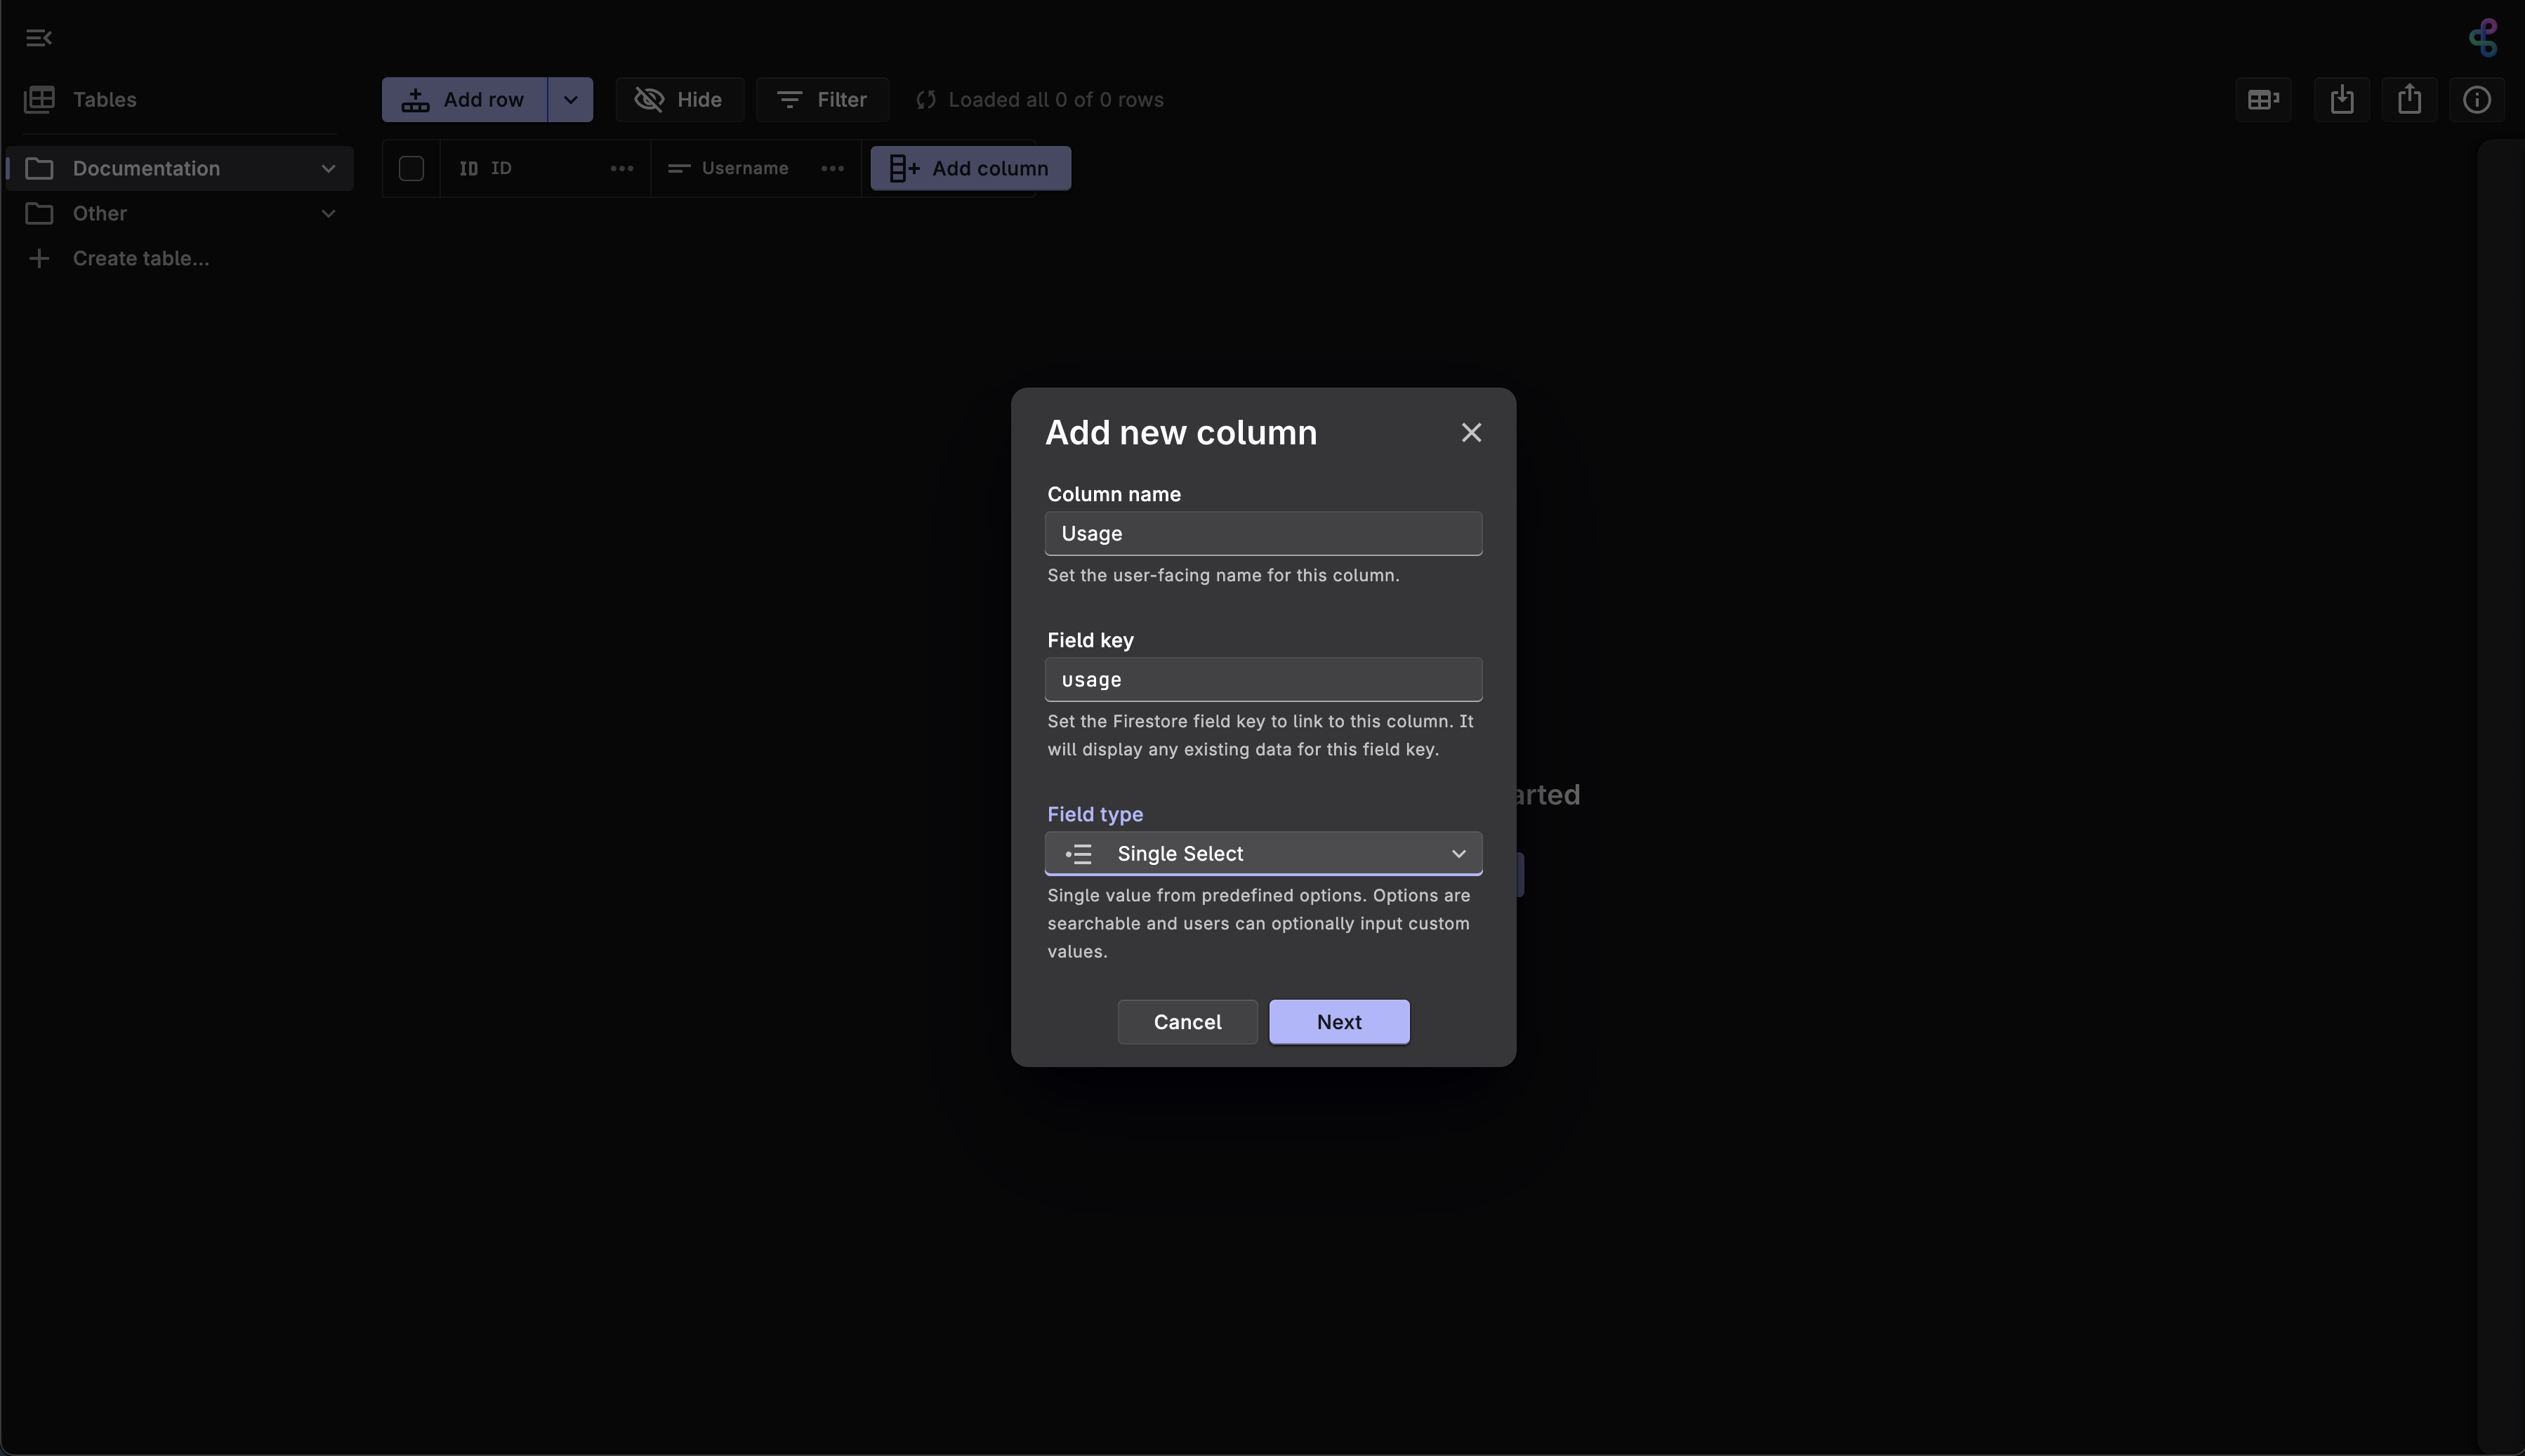 Tables
Add row
Hide
Filter
Loaded all 0 of 0 rows
Documentation
ID ID
Username
Add column
Other
Create table...
Add new column
Column name
Usage
Set the user-facing name for this column.
Field key
usage
Set the Firestore field key to link to this column. It
will display any existing data for this field key.
arted
Field type
Single Select
Single value from predefined options. Options are
searchable and users can optionally input custom
values.
Cancel
Next